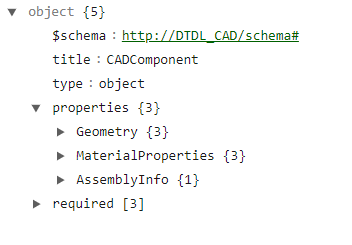 object {5}
$schema : http://DTDL_CAD/schema#
title : CADComponent
type : object
properties {3}
Geometry {3}
MaterialProperties {3}
AssemblyInfo {1}
required [3]